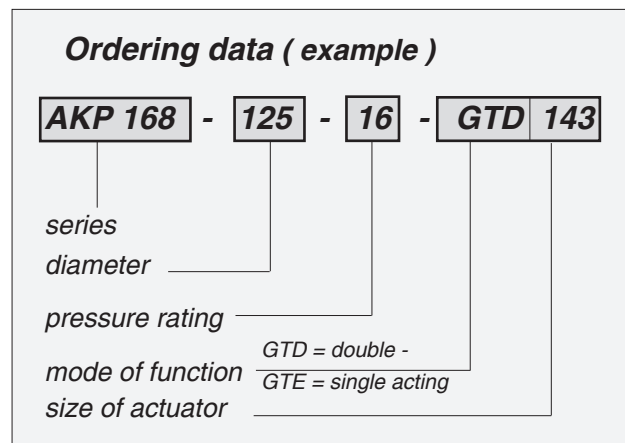 Ordering data ( example )
AKP 168 - 125 - 16 - GTD 143
series
diameter
pressure rating
GTD = double -
mode of function
GTE = single acting
size of actuator